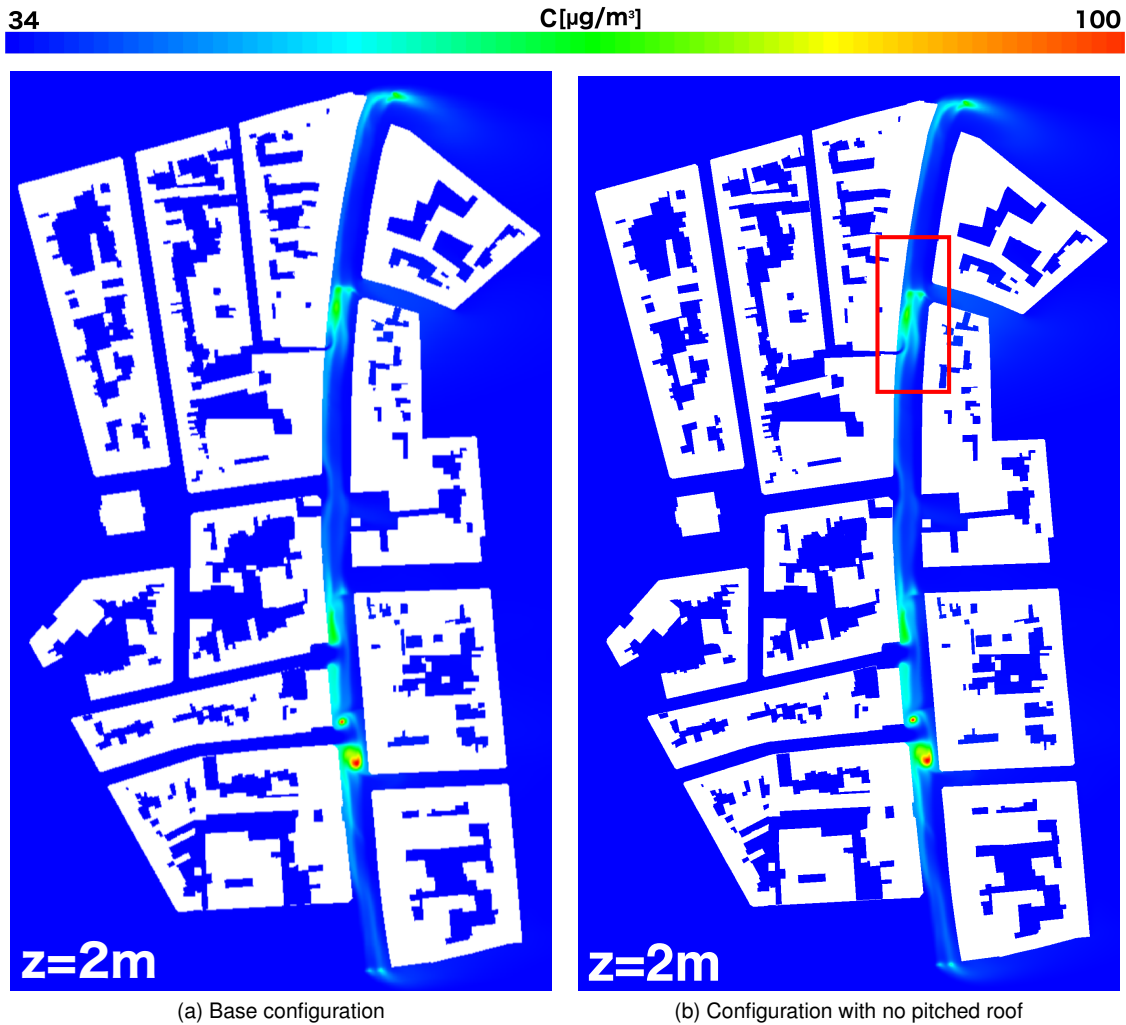 34 C[µg/m³] 100
z=2m z=2m
(a) Base configuration (b) Configuration with no pitched roof